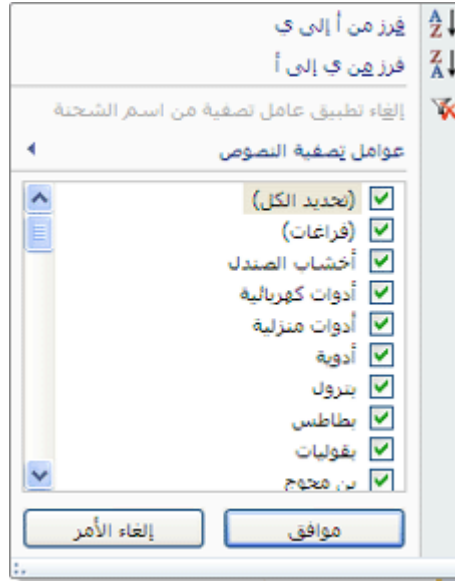 فرز من أ إلى ي
فرز من ي إلى أ
إلغاء تطبيق عامل تصفية من اسم الشحنة
عوامل تصفية النصوص
(تحديد الكل)
(فراغات)
أخشاب الصندل
أدوات كهربائية
أدوات منزلية
أدوية
بترول
بطاطس
بقوليات
بن محوج
موافق
إلغاء الأمر